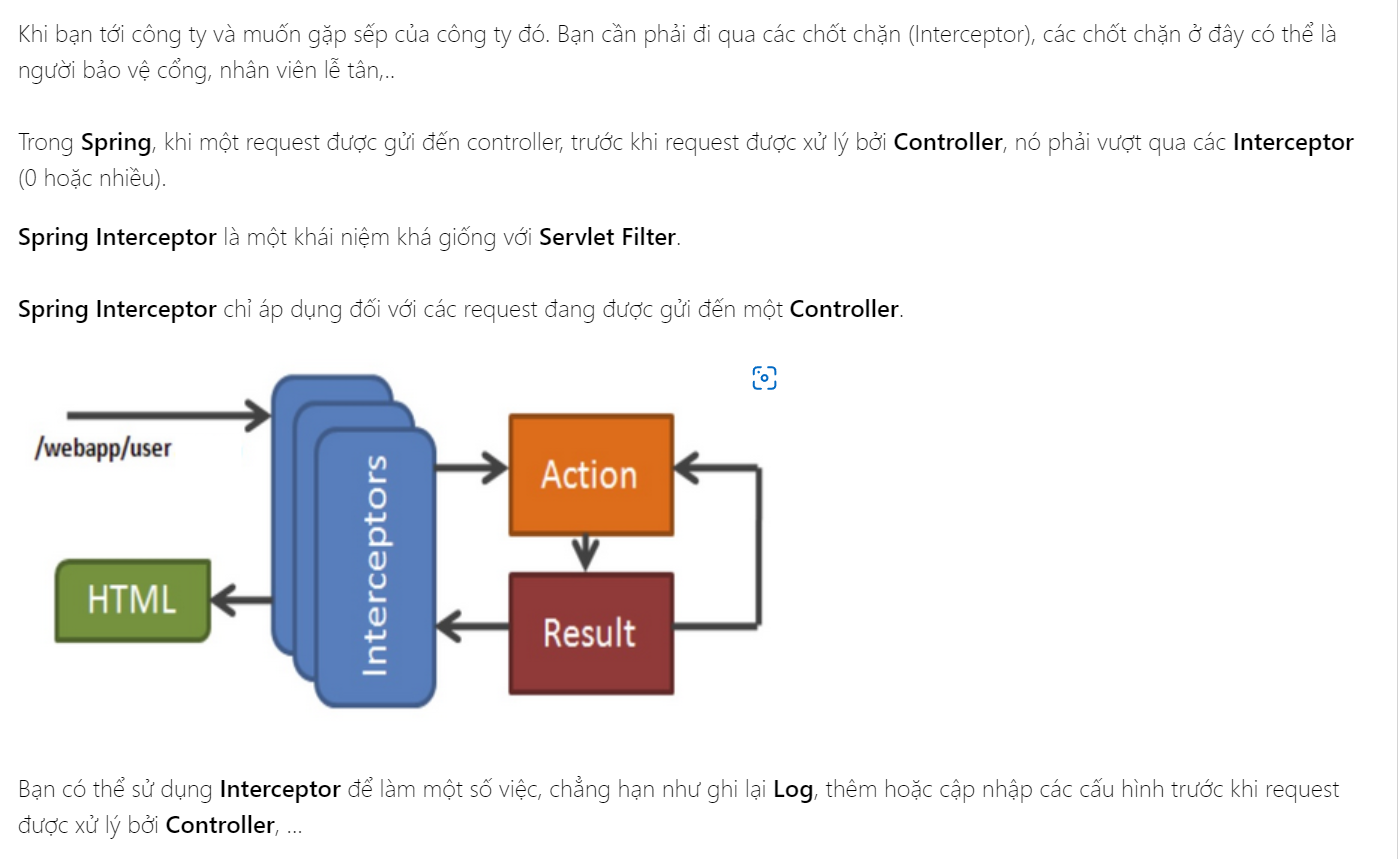 Khi bạn tới công ty và muốn gặp sếp của công ty đó. Bạn cần phải đi qua các chốt chặn (Interceptor), các chốt chặn ở đây có thể là
người bảo vệ cổng, nhân viên lễ tân,..
Trong Spring, khi một request được gửi đến controller, trước khi request được xử lý bởi Controller, nó phải vượt qua các Interceptor
(0 hoặc nhiều).
Spring Interceptor là một khái niệm khá giống với Servlet Filter.
Spring Interceptor chỉ áp dụng đối với các request đang được gửi đến một Controller.
/webapp/user
Interceptors
Action
HTML
Result
Bạn có thể sử dụng Interceptor để làm một số việc, chẳng hạn như ghi lại Log, thêm hoặc cập nhập các cấu hình trước khi request
được xử lý bởi Controller, ...